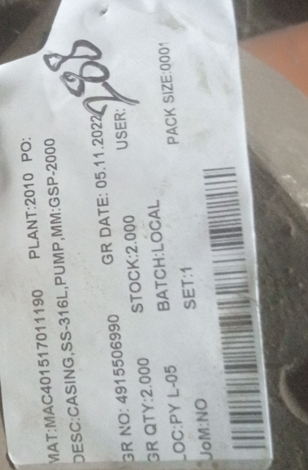 MAT:MAC401517011190 PLANT:2010 PO:
DESC:CASING,SS-316L,PUMP,MM:GSP-2000
GR NO: 4915506990 GR DATE: 05.11.2022
GR QTY:2.000 STOCK:2.000 USER:
LOC:PY L-05 BATCH:LOCAL PACK SIZE:0001
UoM:NO SET:1